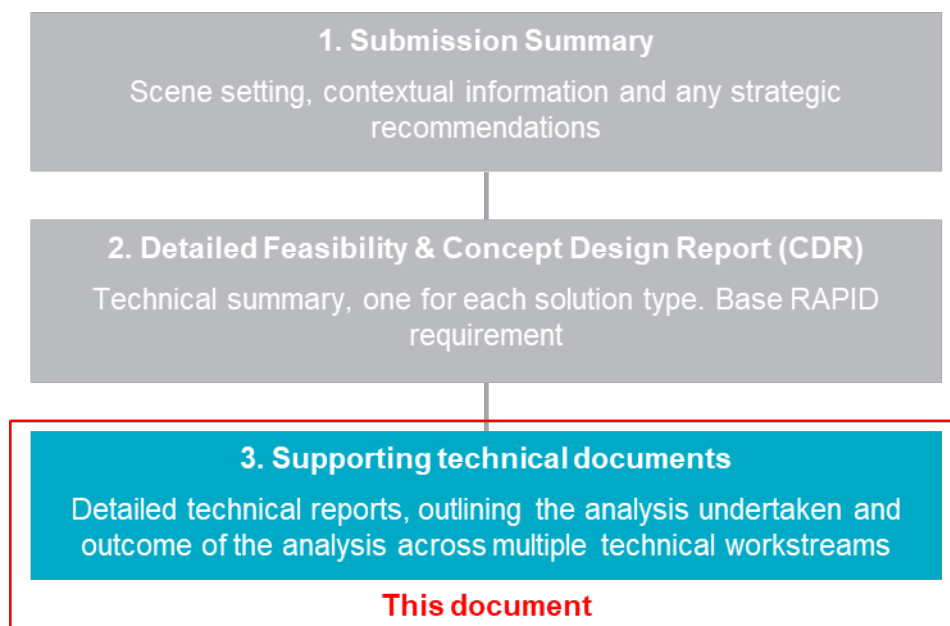 1. Submission Summary
Scene setting, contextual information and any strategic
recommendations
2. Detailed Feasibility & Concept Design Report (CDR)
Technical summary, one for each solution type. Base RAPID
requirement
3. Supporting technical documents
Detailed technical reports, outlining the analysis undertaken and
outcome of the analysis across multiple technical workstreams
This document